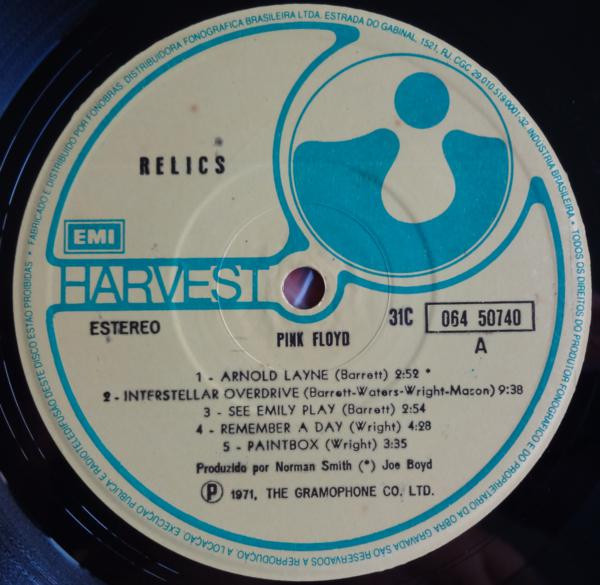 RELICS
EMI
HARVEST
ESTEREO
PINK FLOYD
31C 064 50740
A
1 - ARNOLD LAYNE (Barrett) 2:52 *
2 - INTERSTELLAR OVERDRIVE (Barrett-Waters-Wright-Mason) 9:38
3 - SEE EMILY PLAY (Barrett) 2:54
4 - REMEMBER A DAY (Wright) 4:28
5 - PAINTBOX (Wright) 3:35
Produzido por Norman Smith (*) Joe Boyd
Ⓟ 1971, THE GRAMOPHONE CO. LTD.
• FABRICADO E DISTRIBUIDO POR FONOBRAS, DISTRIBUIDORA FONOGRAFICA BRASILEIRA LTDA. ESTRADA DO GABINAL, 1521, RJ, CGC 29.010.519/0001-32. INDUSTRIA BRASILEIRA • TODOS OS DIREITOS DO PRODUTOR FONOGRAFICO E DO PROPRIETARIO DA OBRA GRAVADA SÃO RESERVADOS A REPRODUÇÃO, A LOCAÇÃO, EXECUÇÃO PUBLICA E RADIOTELEDIFUSÃO DESTE DISCO ESTÃO PROIBIDAS